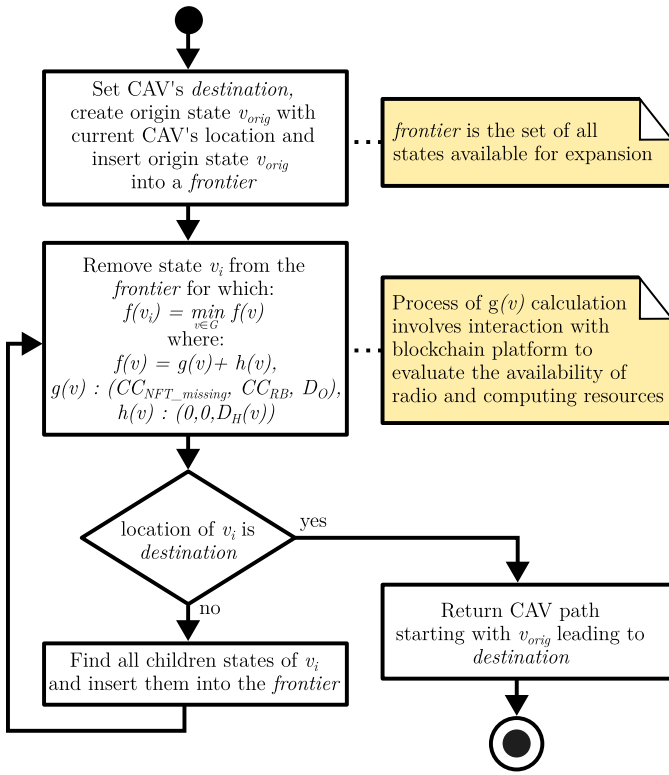 Set CAV's destination,
create origin state v_orig with
current CAV's location and
insert origin state v_orig
into a frontier
frontier is the set of all
states available for expansion
Remove state v_i from the
frontier for which:
f(v_i) = min f(v)
v∈G
where:
f(v) = g(v)+ h(v),
g(v) : (CC_NFT_missing, CC_RB, D_O),
h(v) : (0,0,D_H(v))
Process of g(v) calculation
involves interaction with
blockchain platform to
evaluate the availability of
radio and computing resources
location of v_i is
destination
yes
no
Return CAV path
starting with v_orig leading to
destination
Find all children states of v_i
and insert them into the frontier